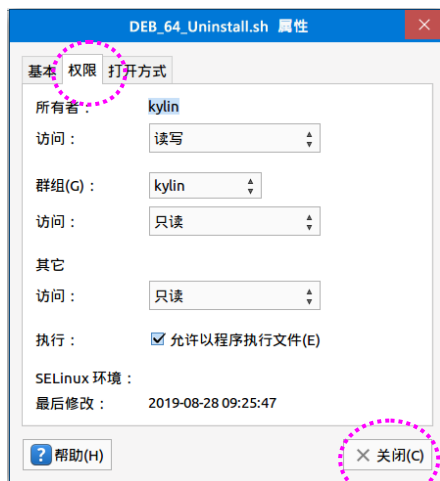 DEB_64_Uninstall.sh 属性
基本 权限 打开方式
所有者： kylin
访问： 读写
群组(G)： kylin
访问： 只读
其它
访问： 只读
执行： 允许以程序执行文件(E)
SELinux 环境：
最后修改： 2019-08-28 09:25:47
帮助(H) 关闭(C)